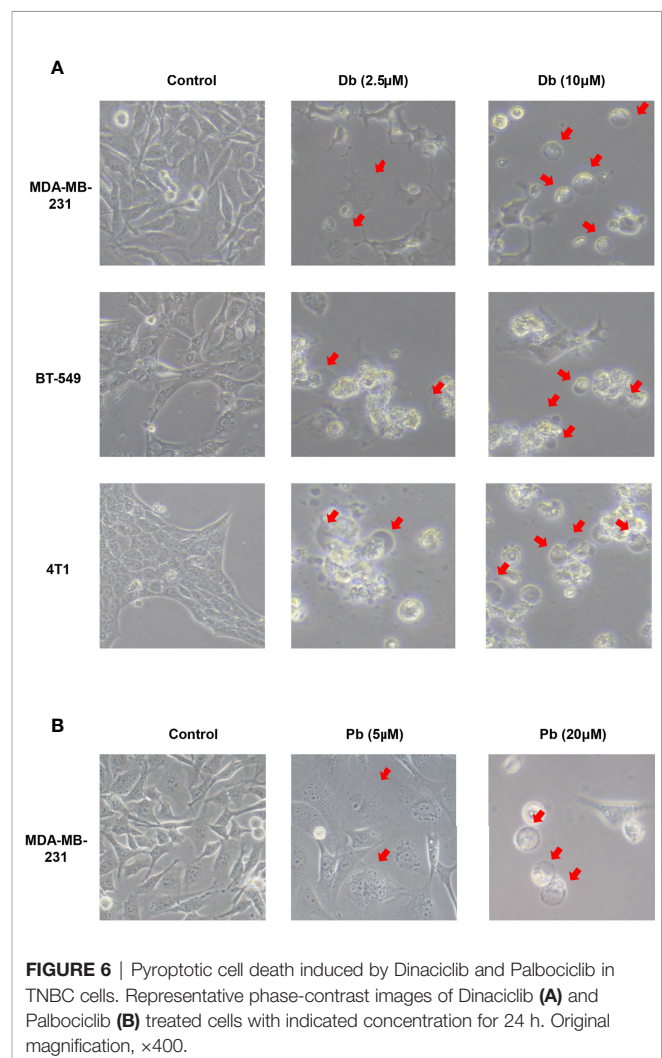 A
Control
Db (2.5µM)
Db (10µM)
MDA-MB-
231
BT-549
4T1
B
Control
Pb (5µM)
Pb (20µM)
MDA-MB-
231
FIGURE 6 | Pyroptotic cell death induced by Dinaciclib and Palbociclib in
TNBC cells. Representative phase-contrast images of Dinaciclib (A) and
Palbociclib (B) treated cells with indicated concentration for 24 h. Original
magnification, ×400.